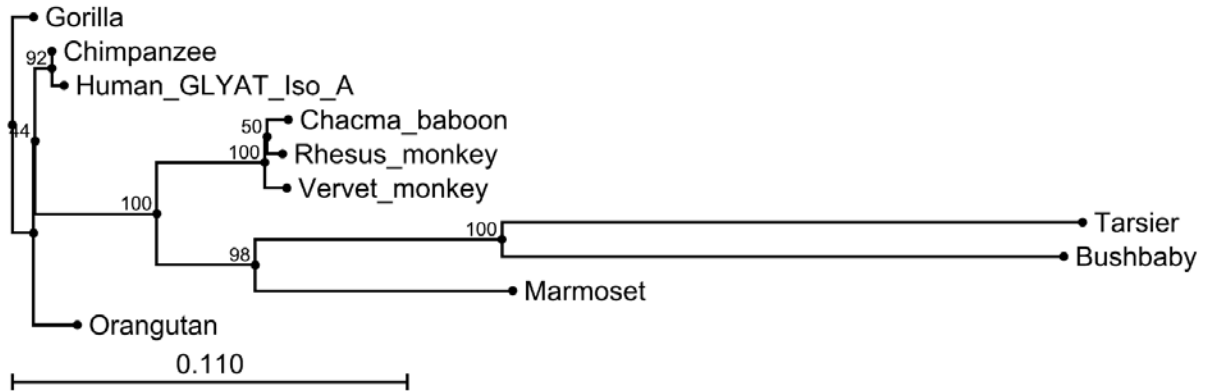 Gorilla
92 Chimpanzee
Human_GLYAT_Iso_A
50 Chacma_baboon
44
100 Rhesus_monkey
Vervet_monkey
100
100 Tarsier
98 Bushbaby
Marmoset
Orangutan
0.110